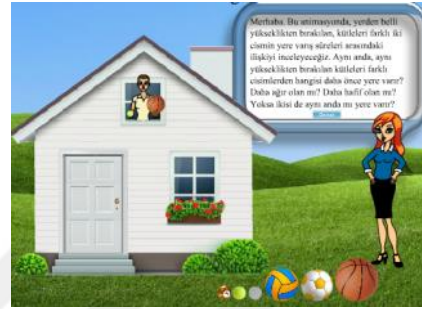 Merhaba. Bu animasyonda, yerden belli
yükseklikten bırakılan, kütleleri farklı iki
cismin yere varış süreleri arasındaki
ilişkiyi inceleyeceğiz. Aynı anda, aynı
yükseklikten bırakılan kütleleri farklı
cisimlerden hangisi daha önce yere varır?
Daha ağır olan mı? Daha hafif olan mı?
Yoksa ikisi de aynı anda mı yere varır?